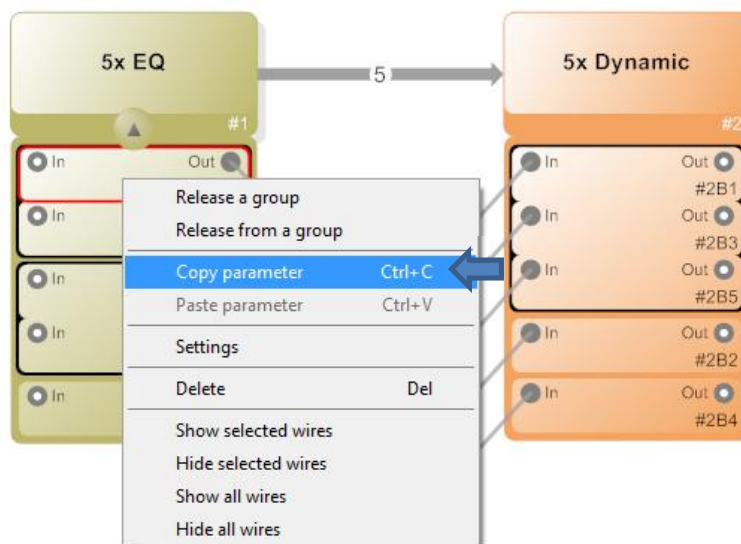 5x EQ
#1
5
5x Dynamic
#2
In Out
In
In
In
In
Release a group
Release from a group
Copy parameter Ctrl+C
Paste parameter Ctrl+V
Settings
Delete Del
Show selected wires
Hide selected wires
Show all wires
Hide all wires
In Out
#2B1
In Out
#2B3
In Out
#2B5
In Out
#2B2
In Out
#2B4